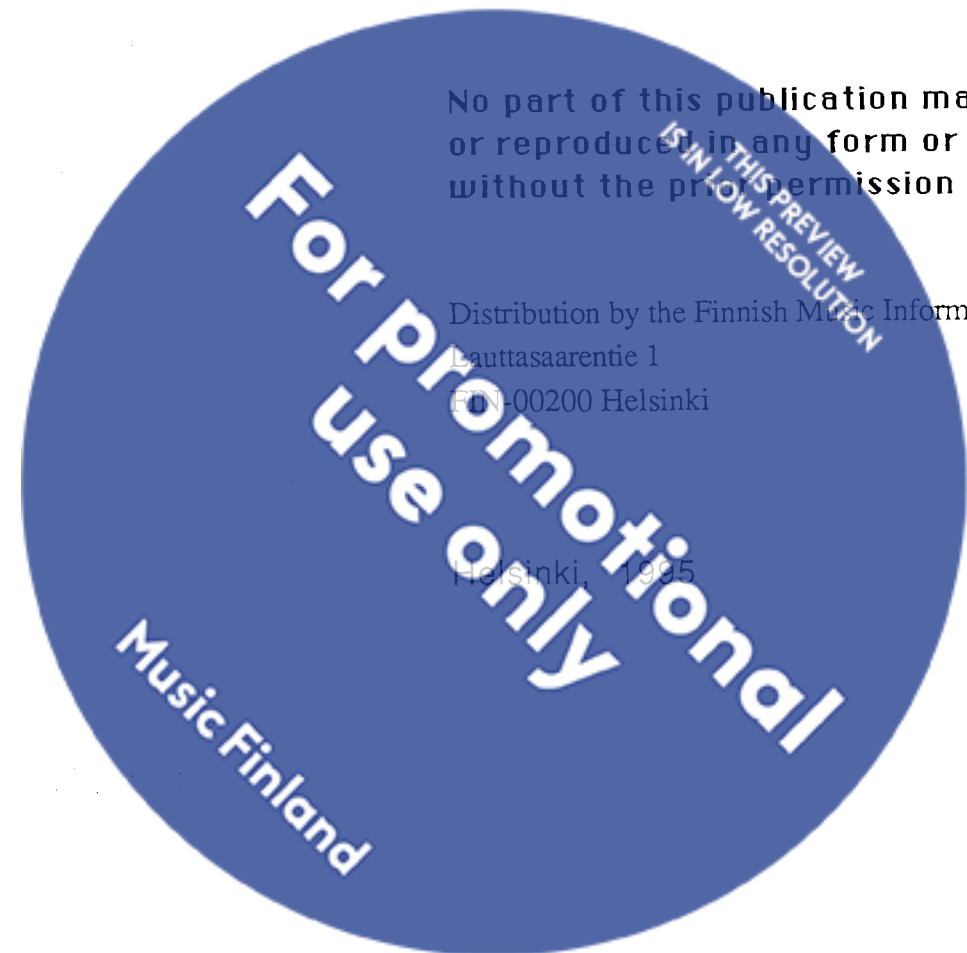 No part of this publication ma
or reproduced in any form or
without the prior permission
THIS PREVIEW
IS IN LOW RESOLUTION
Distribution by the Finnish Music Inform
Lauttasaarentie 1
FIN-00200 Helsinki
For promotional
use only
Helsinki, 1995
Music Finland